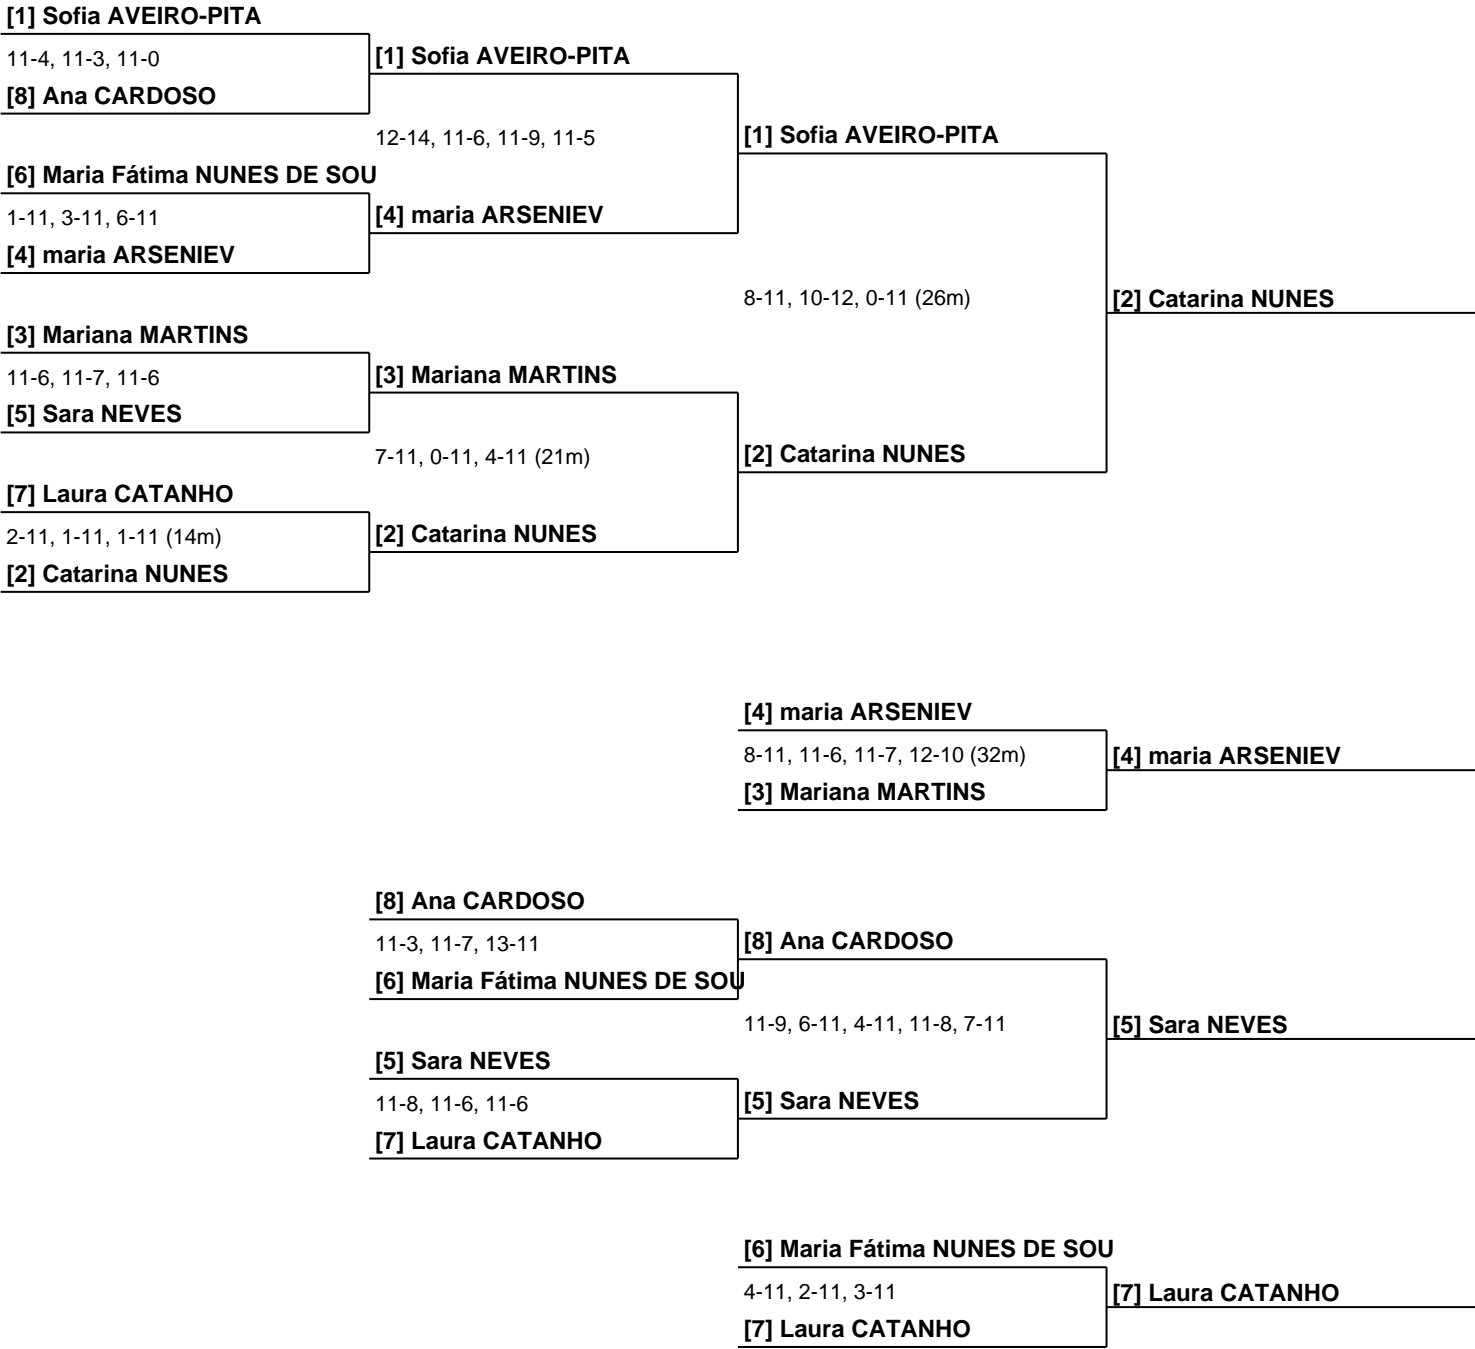 [1] Sofia AVEIRO-PITA
11-4, 11-3, 11-0
[1] Sofia AVEIRO-PITA
[8] Ana CARDOSO
12-14, 11-6, 11-9, 11-5
[1] Sofia AVEIRO-PITA
[6] Maria Fátima NUNES DE SOU
1-11, 3-11, 6-11
[4] maria ARSENIEV
[4] maria ARSENIEV
8-11, 10-12, 0-11 (26m)
[2] Catarina NUNES
[3] Mariana MARTINS
11-6, 11-7, 11-6
[3] Mariana MARTINS
[5] Sara NEVES
7-11, 0-11, 4-11 (21m)
[2] Catarina NUNES
[7] Laura CATANHO
2-11, 1-11, 1-11 (14m)
[2] Catarina NUNES
[2] Catarina NUNES
[4] maria ARSENIEV
8-11, 11-6, 11-7, 12-10 (32m)
[4] maria ARSENIEV
[3] Mariana MARTINS
[8] Ana CARDOSO
11-3, 11-7, 13-11
[8] Ana CARDOSO
[6] Maria Fátima NUNES DE SOU
11-9, 6-11, 4-11, 11-8, 7-11
[5] Sara NEVES
[5] Sara NEVES
11-8, 11-6, 11-6
[5] Sara NEVES
[7] Laura CATANHO
[6] Maria Fátima NUNES DE SOU
4-11, 2-11, 3-11
[7] Laura CATANHO
[7] Laura CATANHO